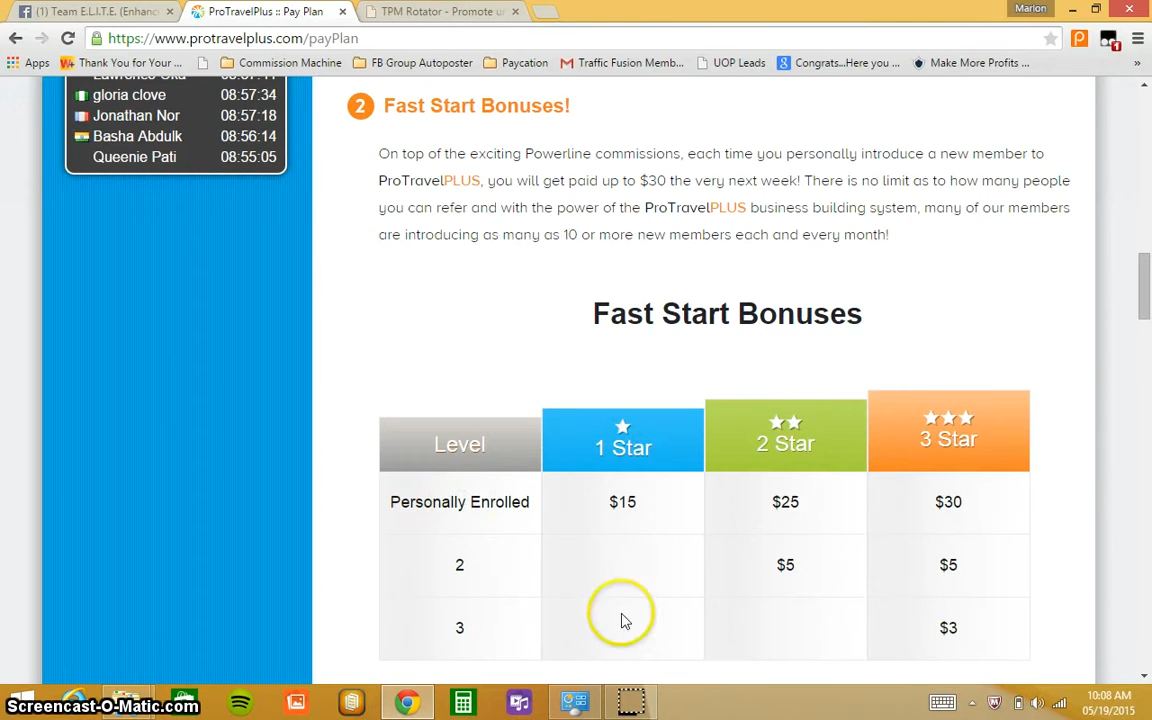 Marlon
(1) Team E.L.I.T.E. (Enhanc
ProTravelPlus :: Pay Plan
TPM Rotator - Promote u
https://www.protravelplus.com/payPlan
Apps
Thank You for Your ...
Commission Machine
FB Group Autoposter
Paycation
Traffic Fusion Memb...
UOP Leads
Congrats...Here you ...
Make More Profits ...
gloria clove 08:57:34
Jonathan Nor 08:57:18
Basha Abdulk 08:56:14
Queenie Pati 08:55:05
2 Fast Start Bonuses!
On top of the exciting Powerline commissions, each time you personally introduce a new member to
ProTravelPLUS, you will get paid up to $30 the very next week! There is no limit as to how many people
you can refer and with the power of the ProTravelPLUS business building system, many of our members
are introducing as many as 10 or more new members each and every month!
Fast Start Bonuses
Level 1 Star 2 Star 3 Star
Personally Enrolled $15 $25 $30
2 $5 $5
3 $3
Screencast-O-Matic.com
10:08 AM
05/19/2015